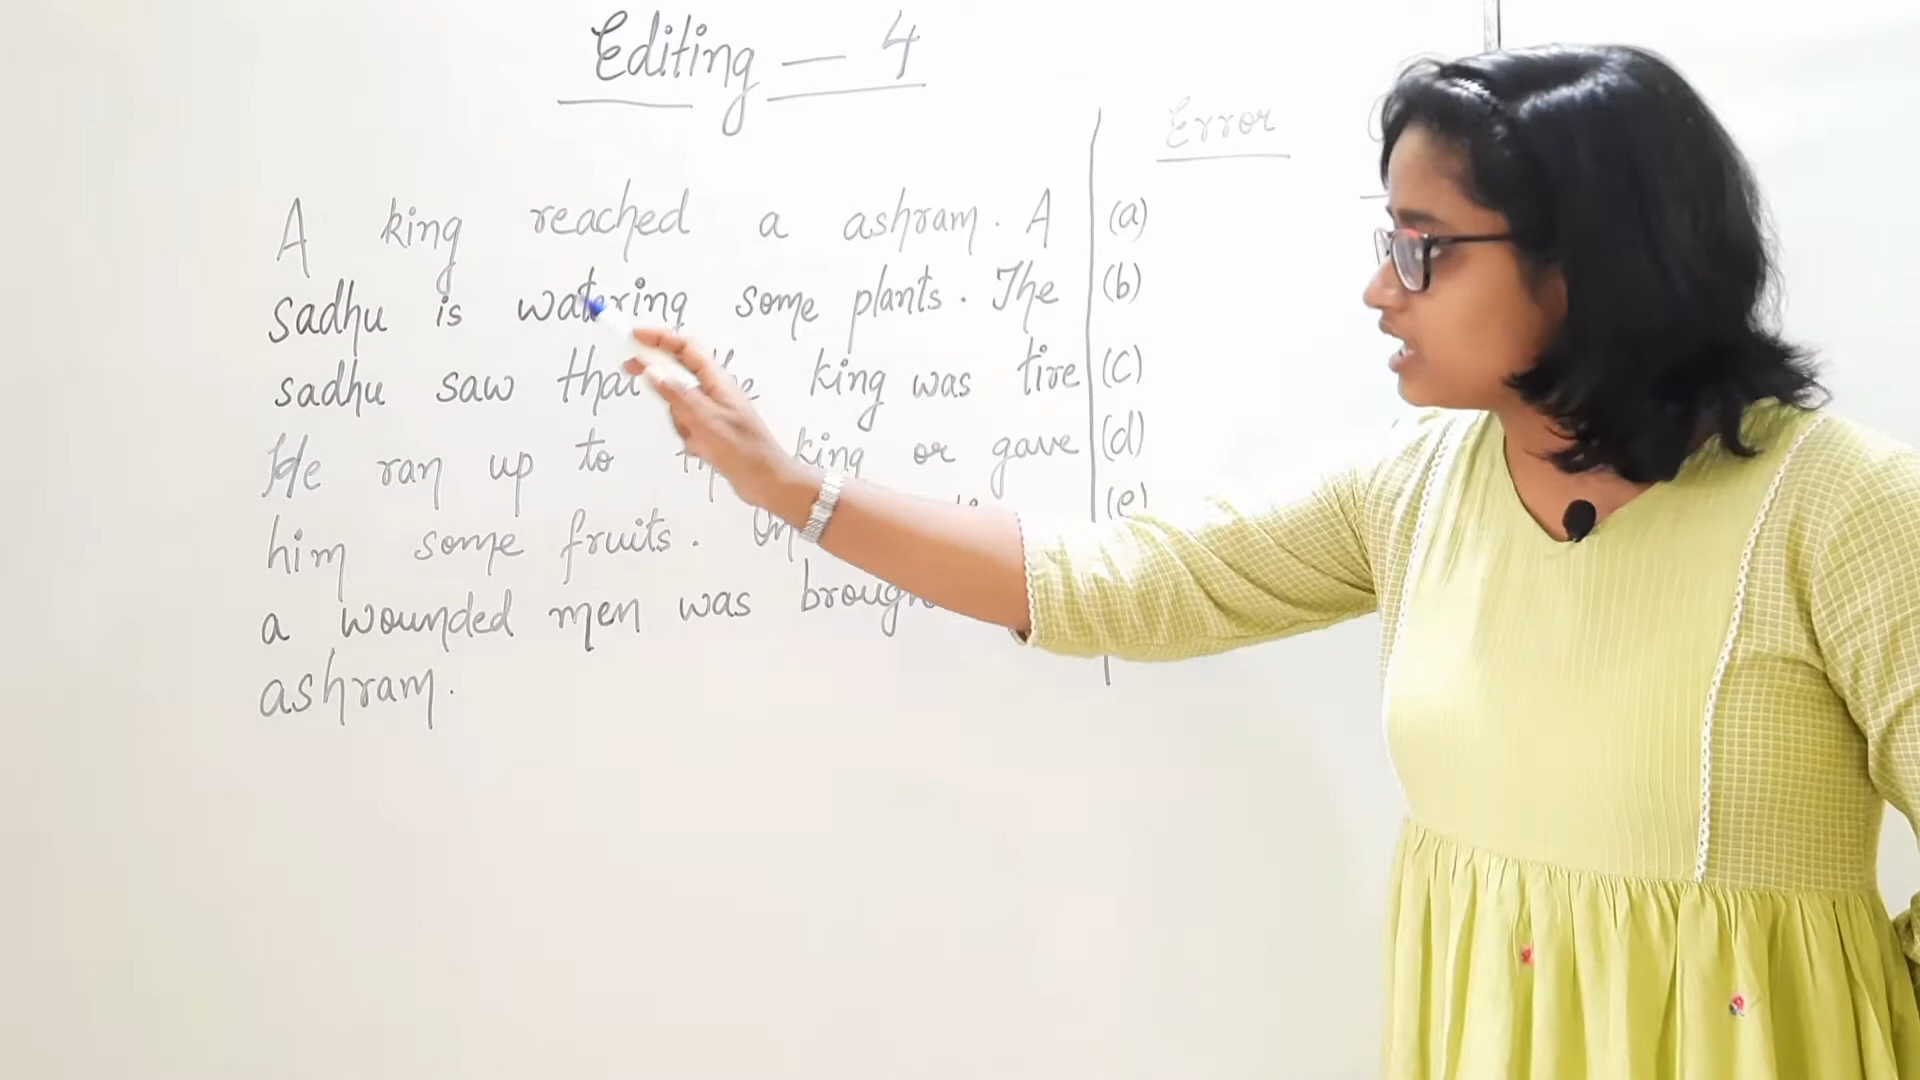 Editing — 4
Error
A king reached a ashram. A (a)
sadhu is watering some plants. The (b)
sadhu saw that the king was tire (c)
He ran up to the king or gave (d)
him some fruits. (e)
a wounded men was
ashram.